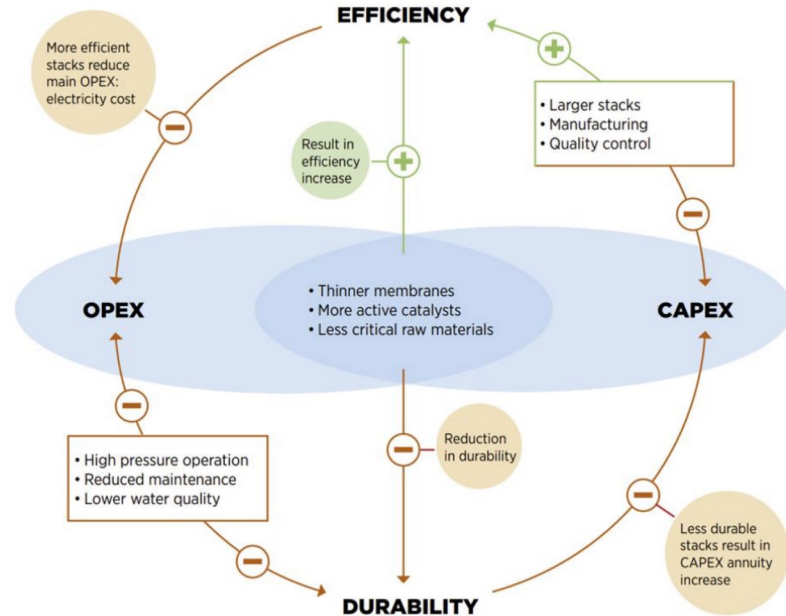 EFFICIENCY
More efficient
stacks reduce
main OPEX:
electricity cost
−
+
• Larger stacks
• Manufacturing
• Quality control
Result in
efficiency
increase
+
−
• Thinner membranes
• More active catalysts
• Less critical raw materials
OPEX
CAPEX
−
• High pressure operation
• Reduced maintenance
• Lower water quality
−
Reduction
in durability
−
Less durable
stacks result in
CAPEX annuity
increase
−
DURABILITY